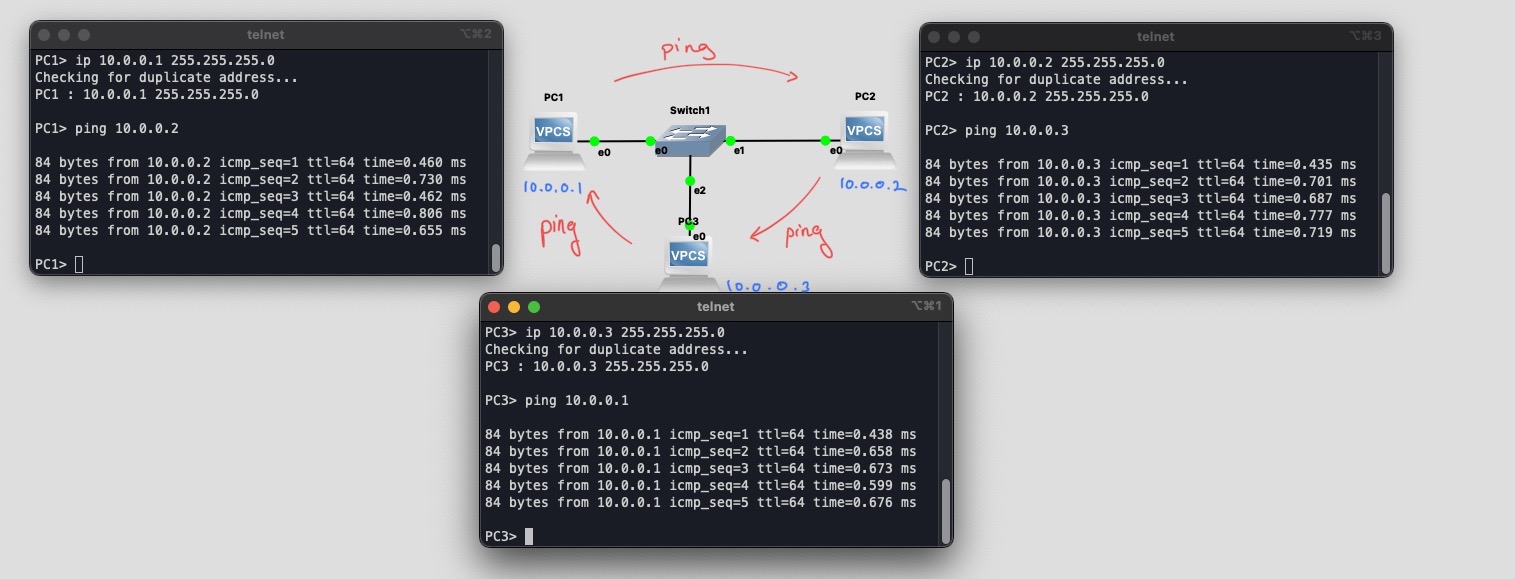 telnet
⌥⌘2
PC1> ip 10.0.0.1 255.255.255.0
Checking for duplicate address...
PC1 : 10.0.0.1 255.255.255.0
PC1> ping 10.0.0.2
84 bytes from 10.0.0.2 icmp_seq=1 ttl=64 time=0.460 ms
84 bytes from 10.0.0.2 icmp_seq=2 ttl=64 time=0.730 ms
84 bytes from 10.0.0.2 icmp_seq=3 ttl=64 time=0.462 ms
84 bytes from 10.0.0.2 icmp_seq=4 ttl=64 time=0.806 ms
84 bytes from 10.0.0.2 icmp_seq=5 ttl=64 time=0.655 ms
PC1>
ping
PC1
Switch1
PC2
VPCS
VPCS
e0
e0
e1
e0
10.0.0.1
e2
10.0.0.2
ping
PC3
ping
e0
VPCS
10.0.0.3
telnet
⌥⌘3
PC2> ip 10.0.0.2 255.255.255.0
Checking for duplicate address...
PC2 : 10.0.0.2 255.255.255.0
PC2> ping 10.0.0.3
84 bytes from 10.0.0.3 icmp_seq=1 ttl=64 time=0.435 ms
84 bytes from 10.0.0.3 icmp_seq=2 ttl=64 time=0.701 ms
84 bytes from 10.0.0.3 icmp_seq=3 ttl=64 time=0.687 ms
84 bytes from 10.0.0.3 icmp_seq=4 ttl=64 time=0.777 ms
84 bytes from 10.0.0.3 icmp_seq=5 ttl=64 time=0.719 ms
PC2>
telnet
⌥⌘1
PC3> ip 10.0.0.3 255.255.255.0
Checking for duplicate address...
PC3 : 10.0.0.3 255.255.255.0
PC3> ping 10.0.0.1
84 bytes from 10.0.0.1 icmp_seq=1 ttl=64 time=0.438 ms
84 bytes from 10.0.0.1 icmp_seq=2 ttl=64 time=0.658 ms
84 bytes from 10.0.0.1 icmp_seq=3 ttl=64 time=0.673 ms
84 bytes from 10.0.0.1 icmp_seq=4 ttl=64 time=0.599 ms
84 bytes from 10.0.0.1 icmp_seq=5 ttl=64 time=0.676 ms
PC3>